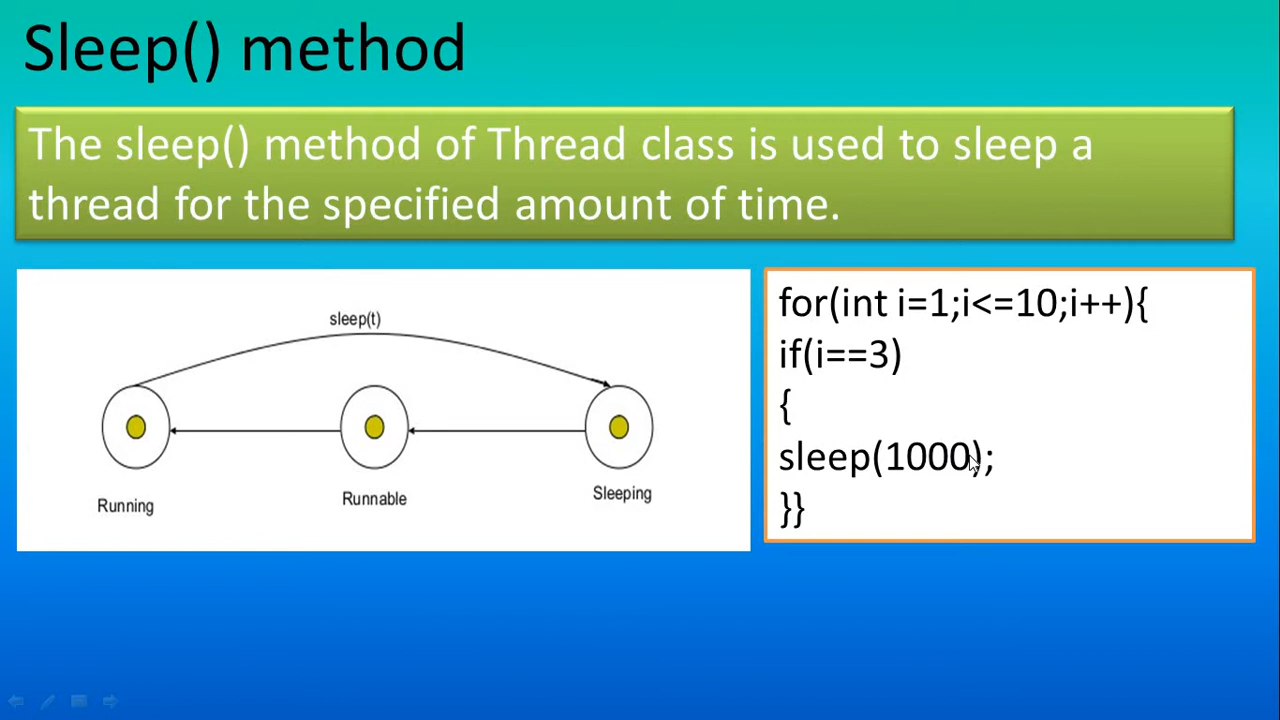 Sleep() method
The sleep() method of Thread class is used to sleep a
thread for the specified amount of time.
sleep(t)
Running
Runnable
Sleeping
for(int i=1;i<=10;i++){
if(i==3)
{
sleep(1000);
}}